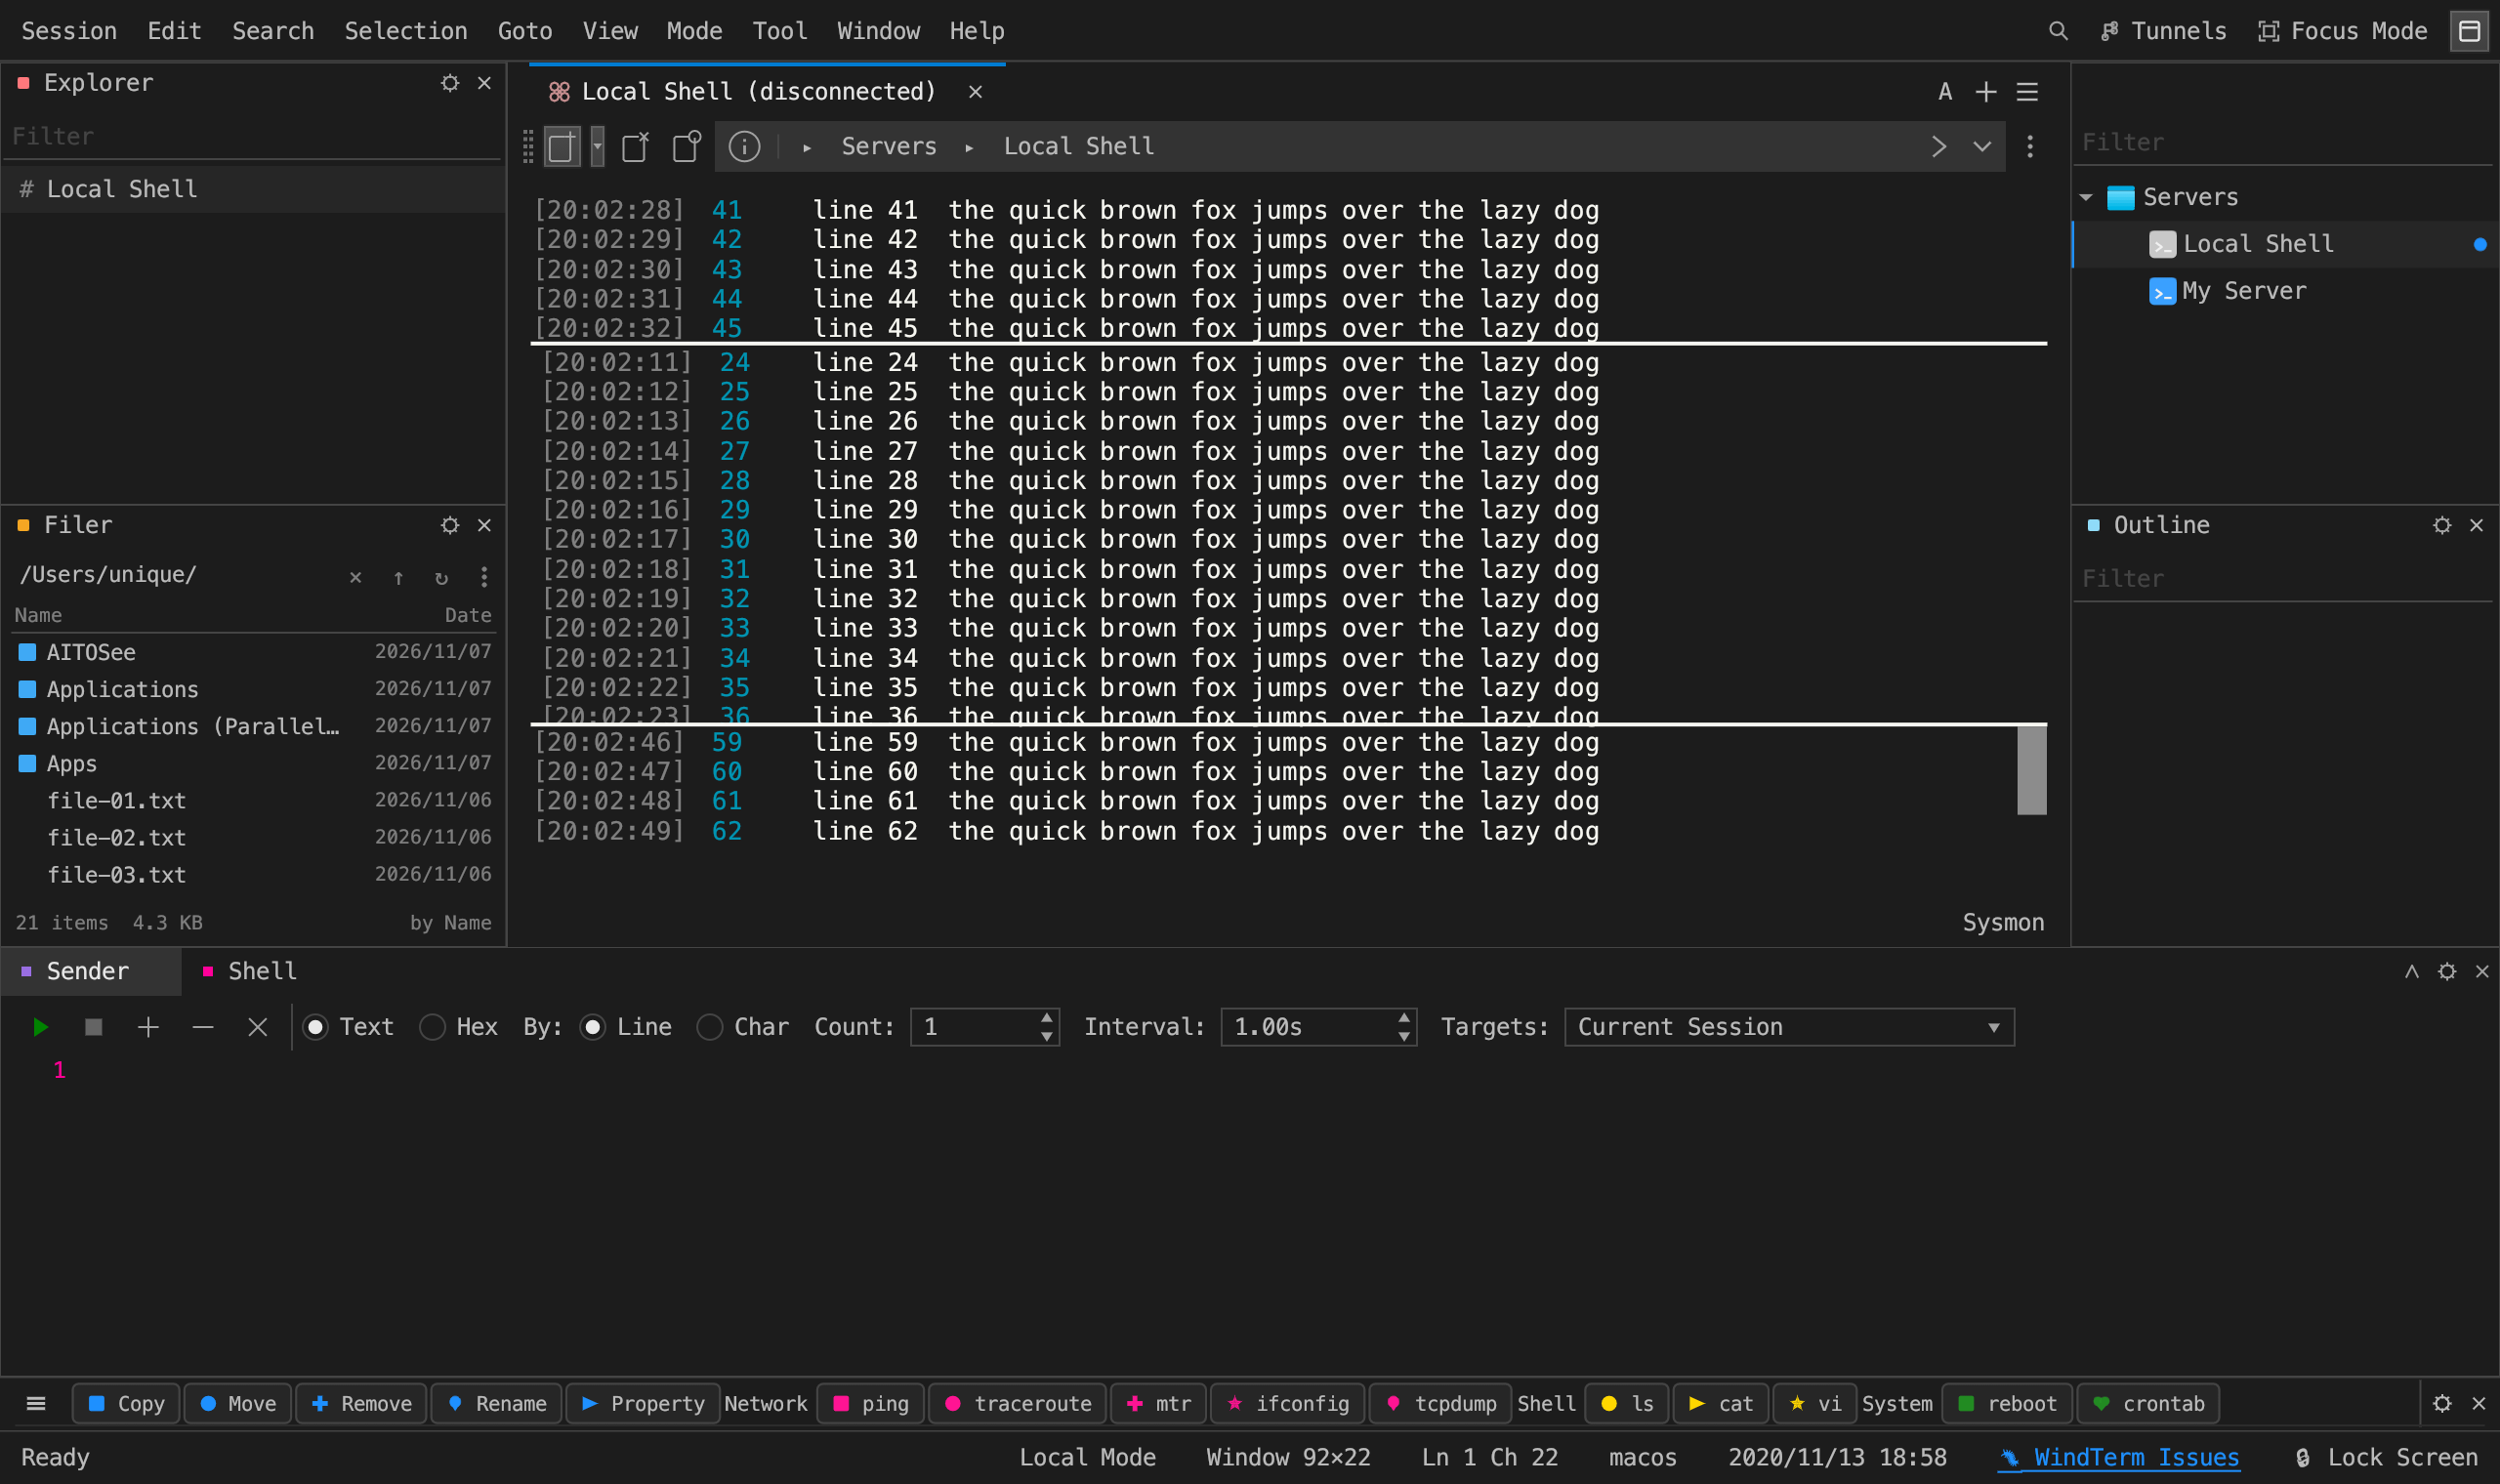 Session Edit Search Selection Goto View Mode Tool Window Help Tunnels Focus Mode
Explorer
Filter
# Local Shell
Filer
/Users/unique/
Name Date
AITOSee 2026/11/07
Applications 2026/11/07
Applications (Parallel… 2026/11/07
Apps 2026/11/07
file-01.txt 2026/11/06
file-02.txt 2026/11/06
file-03.txt 2026/11/06
21 items 4.3 KB by Name
Local Shell (disconnected) A
Servers Local Shell
[20:02:28] 41 line 41 the quick brown fox jumps over the lazy dog
[20:02:29] 42 line 42 the quick brown fox jumps over the lazy dog
[20:02:30] 43 line 43 the quick brown fox jumps over the lazy dog
[20:02:31] 44 line 44 the quick brown fox jumps over the lazy dog
[20:02:32] 45 line 45 the quick brown fox jumps over the lazy dog
[20:02:11] 24 line 24 the quick brown fox jumps over the lazy dog
[20:02:12] 25 line 25 the quick brown fox jumps over the lazy dog
[20:02:13] 26 line 26 the quick brown fox jumps over the lazy dog
[20:02:14] 27 line 27 the quick brown fox jumps over the lazy dog
[20:02:15] 28 line 28 the quick brown fox jumps over the lazy dog
[20:02:16] 29 line 29 the quick brown fox jumps over the lazy dog
[20:02:17] 30 line 30 the quick brown fox jumps over the lazy dog
[20:02:18] 31 line 31 the quick brown fox jumps over the lazy dog
[20:02:19] 32 line 32 the quick brown fox jumps over the lazy dog
[20:02:20] 33 line 33 the quick brown fox jumps over the lazy dog
[20:02:21] 34 line 34 the quick brown fox jumps over the lazy dog
[20:02:22] 35 line 35 the quick brown fox jumps over the lazy dog
[20:02:23] 36 line 36 the quick brown fox jumps over the lazy dog
[20:02:46] 59 line 59 the quick brown fox jumps over the lazy dog
[20:02:47] 60 line 60 the quick brown fox jumps over the lazy dog
[20:02:48] 61 line 61 the quick brown fox jumps over the lazy dog
[20:02:49] 62 line 62 the quick brown fox jumps over the lazy dog
Sysmon
Filter
Servers
Local Shell
My Server
Outline
Filter
Sender Shell
Text Hex By: Line Char Count: 1 Interval: 1.00s Targets: Current Session
1
Copy Move Remove Rename Property Network ping traceroute mtr ifconfig tcpdump Shell ls cat vi System reboot crontab
Ready Local Mode Window 92×22 Ln 1 Ch 22 macos 2020/11/13 18:58 WindTerm Issues Lock Screen